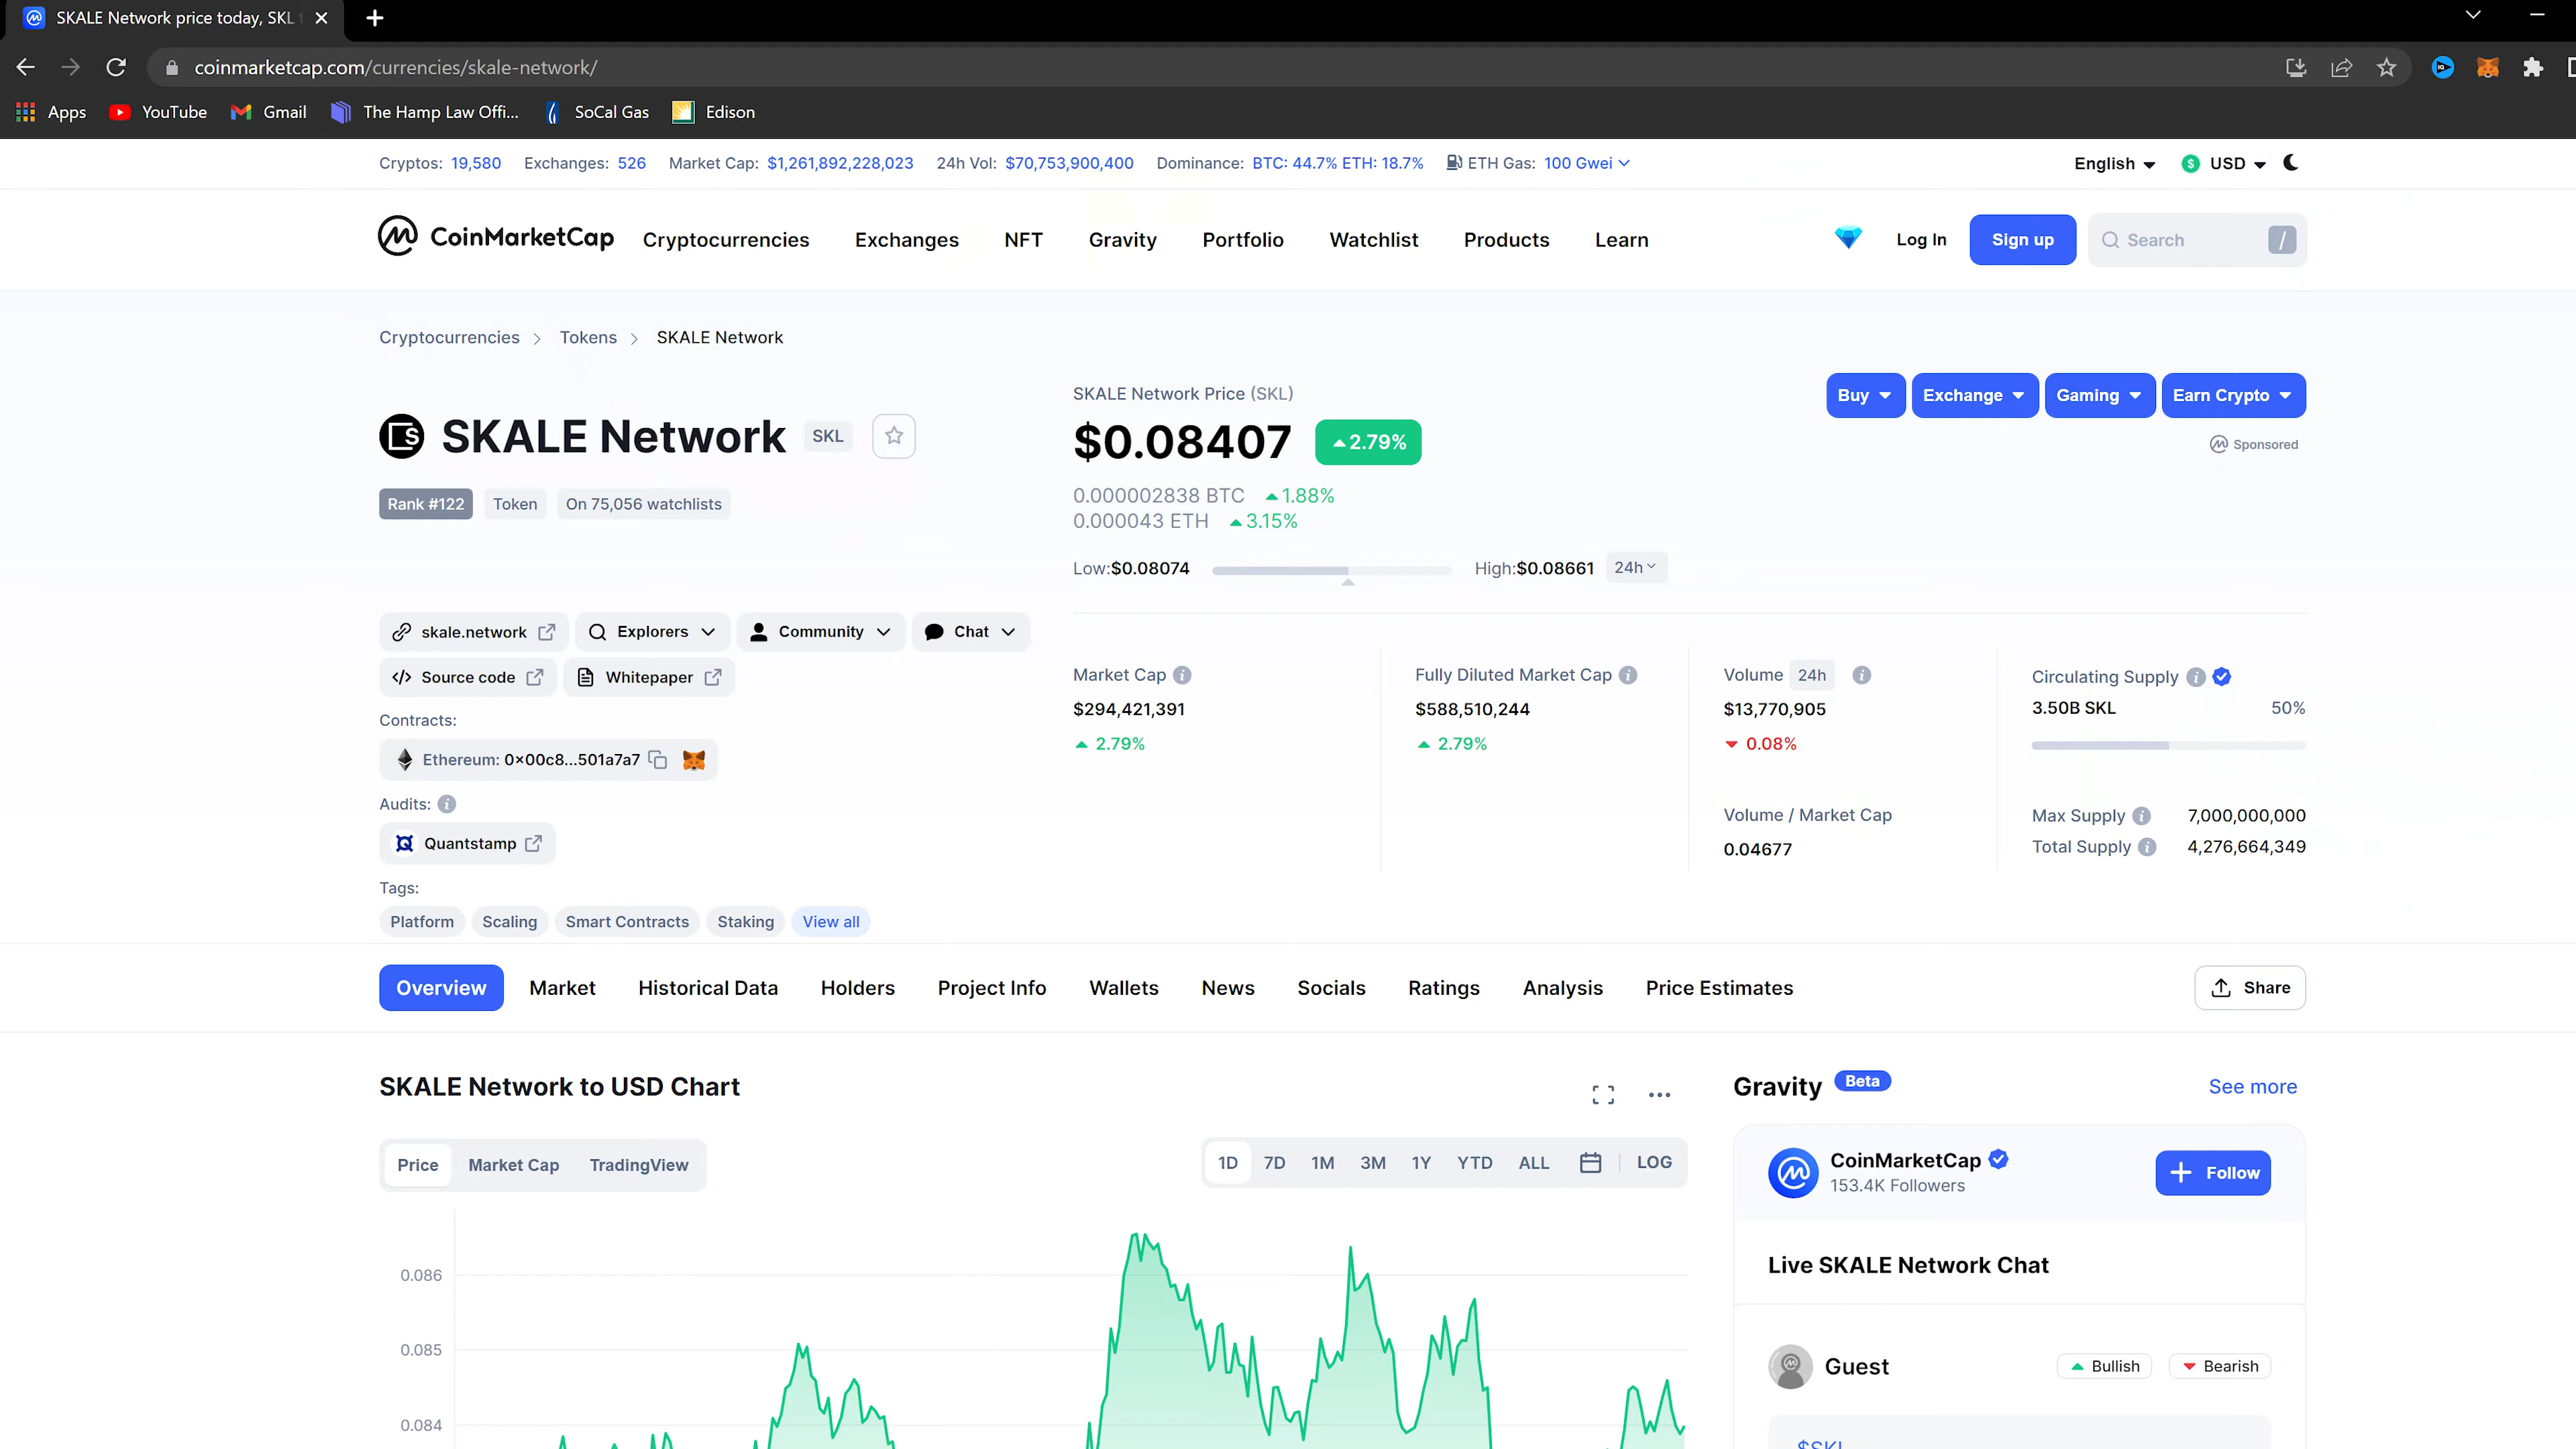 SKALE Network price today, SKL
coinmarketcap.com/currencies/skale-network/
Apps YouTube Gmail The Hamp Law Offi... SoCal Gas Edison
Cryptos: 19,580 Exchanges: 526 Market Cap: $1,261,892,228,023 24h Vol: $70,753,900,400 Dominance: BTC: 44.7% ETH: 18.7% ETH Gas: 100 Gwei English USD
CoinMarketCap Cryptocurrencies Exchanges NFT Gravity Portfolio Watchlist Products Learn Log In Sign up Search /
Cryptocurrencies Tokens SKALE Network
SKALE Network SKL
Rank #122 Token On 75,056 watchlists
SKALE Network Price (SKL)
$0.08407 2.79%
0.000002838 BTC 1.88%
0.000043 ETH 3.15%
Low:$0.08074 High:$0.08661 24h
Buy Exchange Gaming Earn Crypto
Sponsored
skale.network Explorers Community Chat
Source code Whitepaper
Contracts:
Ethereum: 0x00c8...501a7a7
Audits:
Quantstamp
Tags:
Platform Scaling Smart Contracts Staking View all
Market Cap
$294,421,391
2.79%
Fully Diluted Market Cap
$588,510,244
2.79%
Volume 24h
$13,770,905
0.08%
Volume / Market Cap
0.04677
Circulating Supply
3.50B SKL 50%
Max Supply 7,000,000,000
Total Supply 4,276,664,349
Overview Market Historical Data Holders Project Info Wallets News Socials Ratings Analysis Price Estimates Share
SKALE Network to USD Chart
Price Market Cap TradingView
1D 7D 1M 3M 1Y YTD ALL LOG
0.086
0.085
0.084
Gravity Beta See more
CoinMarketCap
153.4K Followers
Follow
Live SKALE Network Chat
Guest Bullish Bearish